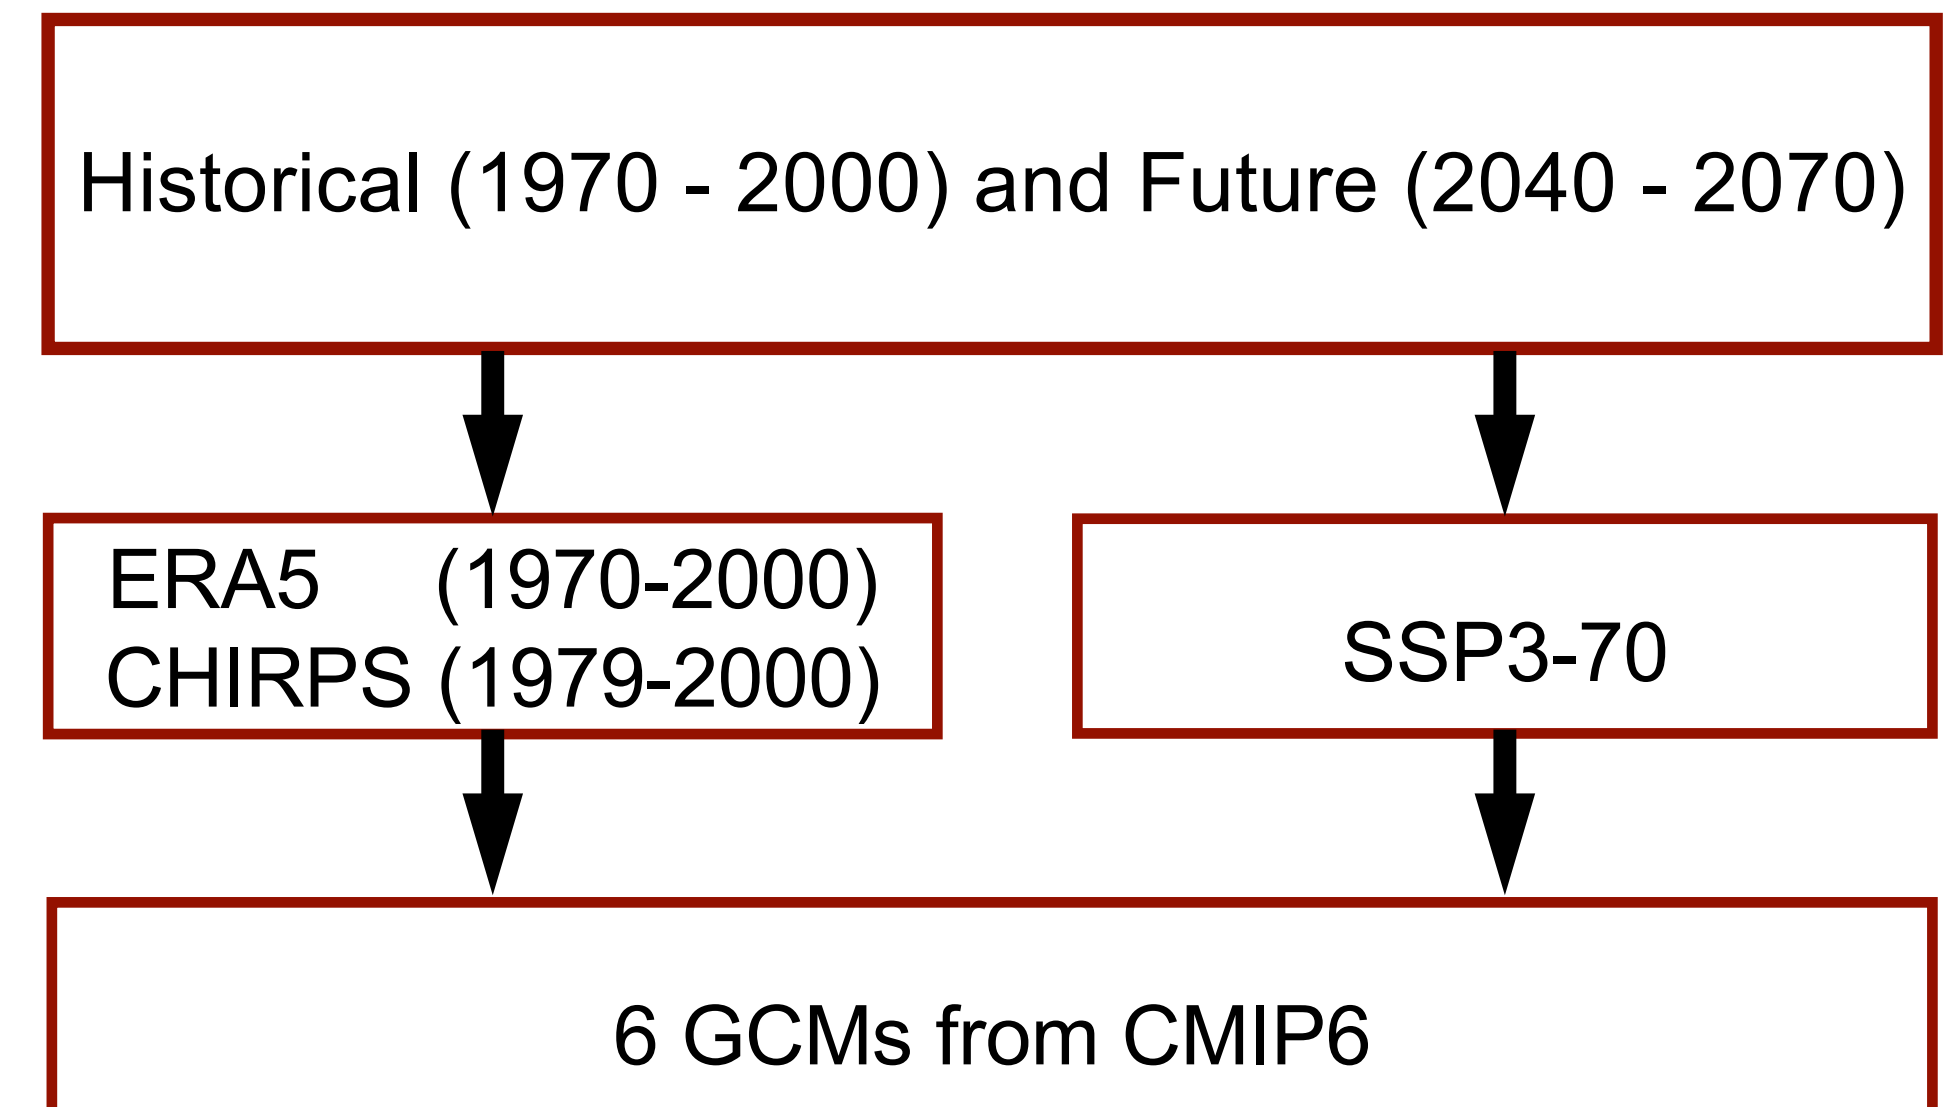 Historical (1970 - 2000) and Future (2040 - 2070)
ERA5 (1970-2000)
CHIRPS (1979-2000)
SSP3-70
6 GCMs from CMIP6